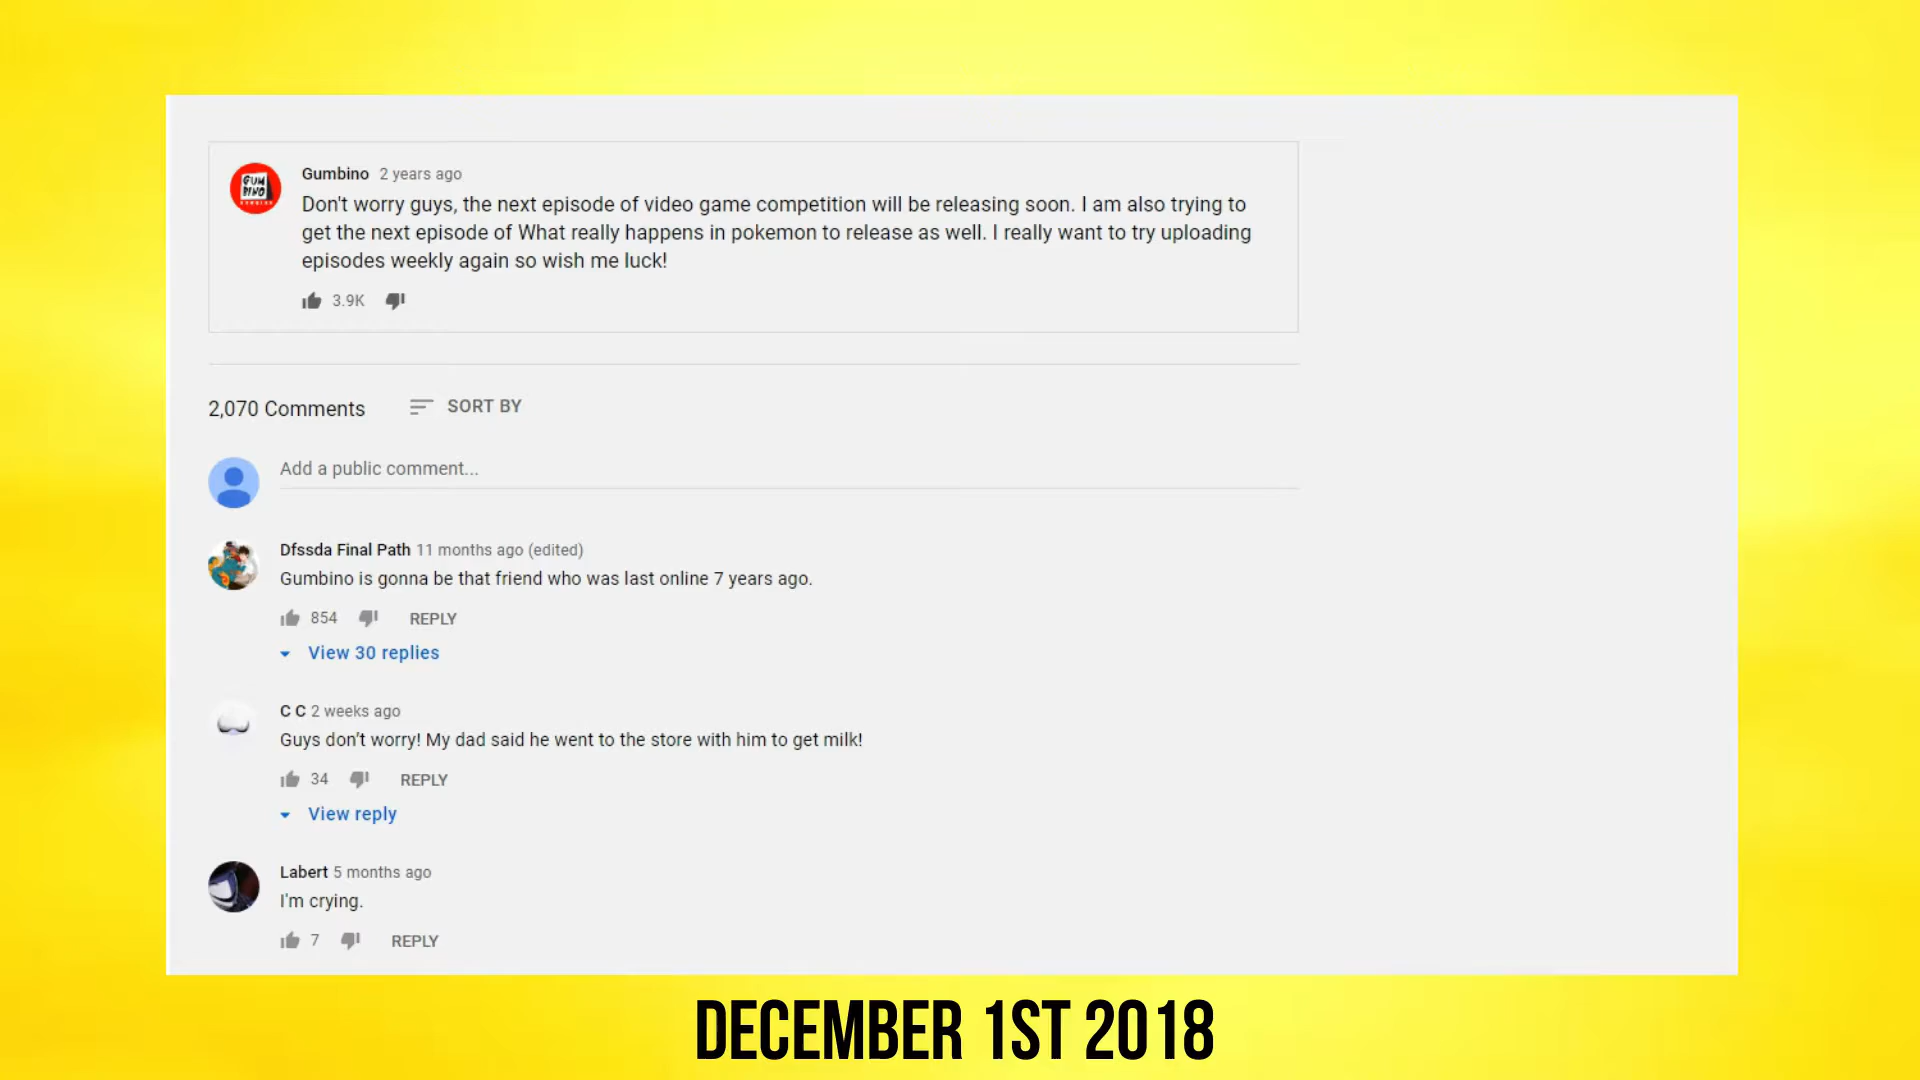 GUM
BINO
Gumbino 2 years ago
Don't worry guys, the next episode of video game competition will be releasing soon. I am also trying to
get the next episode of What really happens in pokemon to release as well. I really want to try uploading
episodes weekly again so wish me luck!
3.9K
2,070 Comments SORT BY
Add a public comment...
Dfssda Final Path 11 months ago (edited)
Gumbino is gonna be that friend who was last online 7 years ago.
854 REPLY
View 30 replies
C C 2 weeks ago
Guys don’t worry! My dad said he went to the store with him to get milk!
34 REPLY
View reply
Labert 5 months ago
I'm crying.
7 REPLY
DECEMBER 1ST 2018